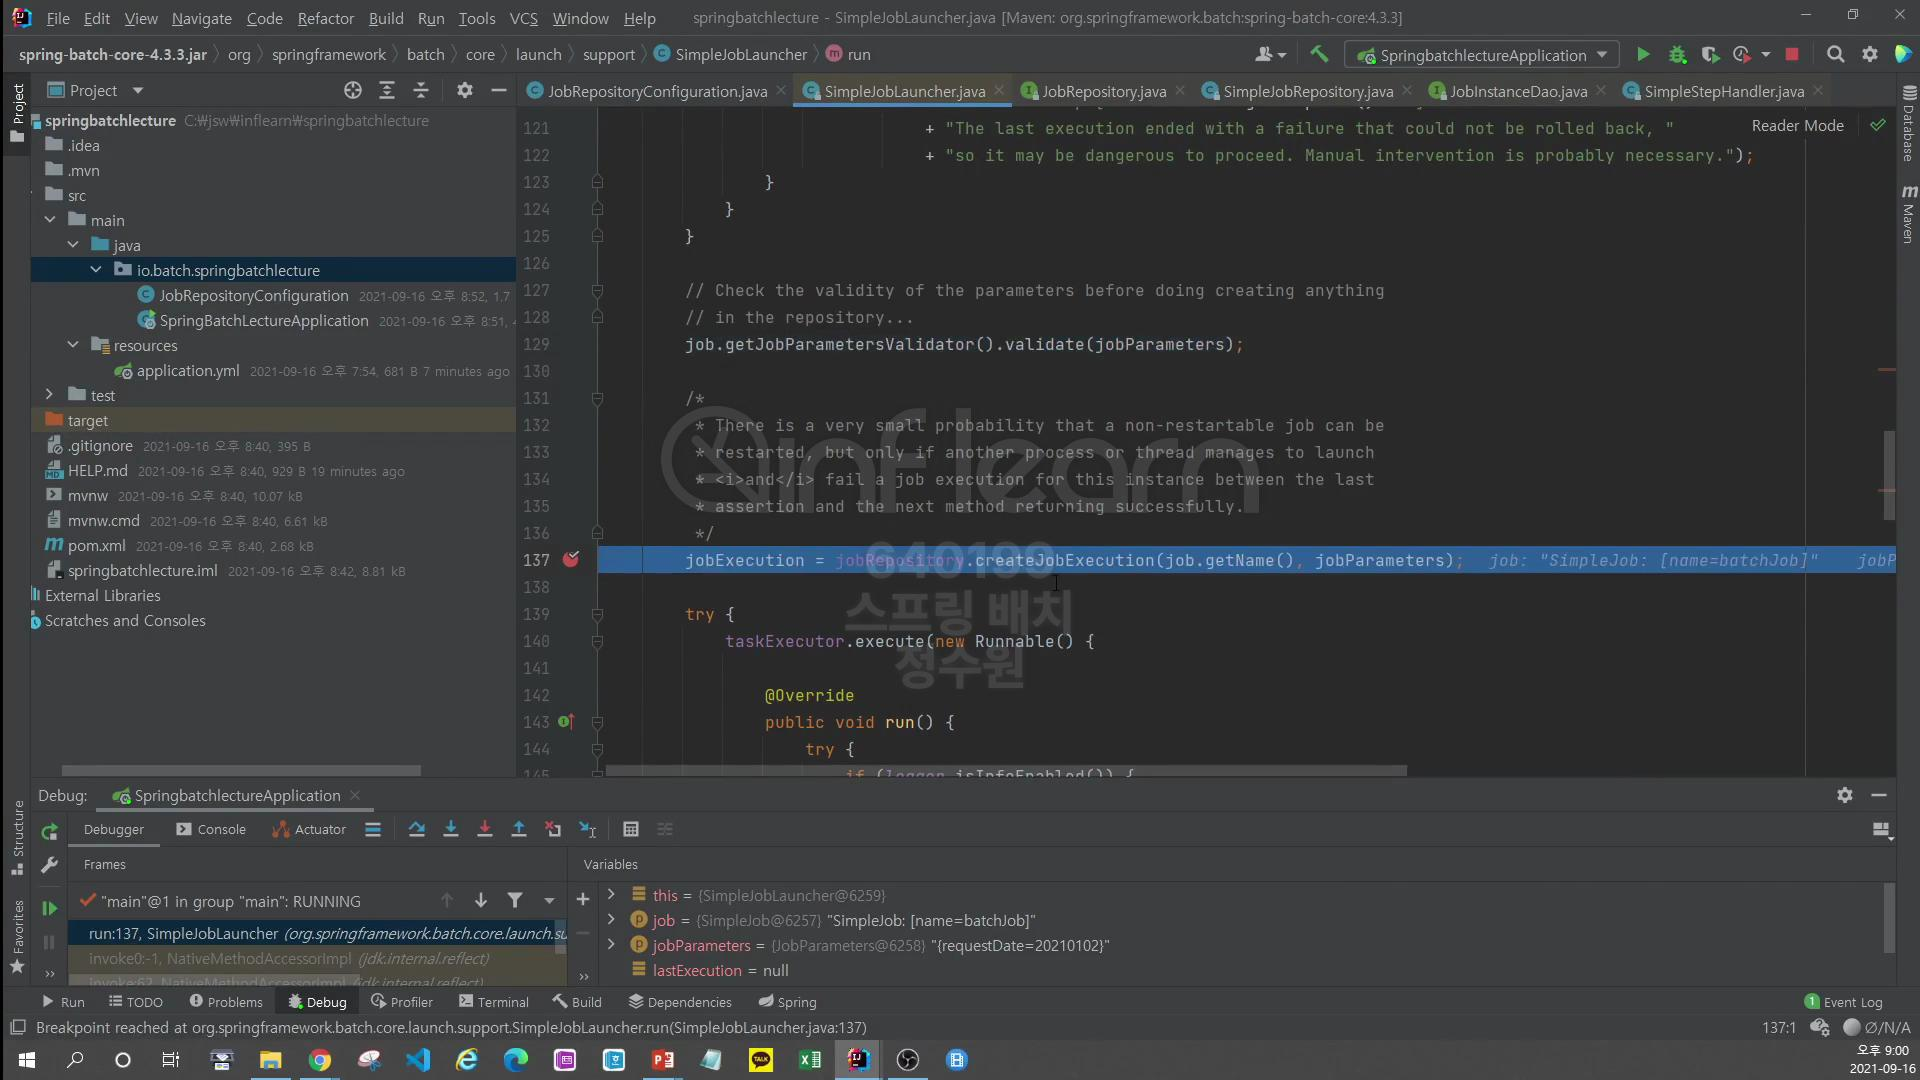 File Edit View Navigate Code Refactor Build Run Tools VCS Window Help springbatchlecture - SimpleJobLauncher.java [Maven: org.springframework.batch:spring-batch-core:4.3.3]
spring-batch-core-4.3.3.jar org springframework batch core launch support SimpleJobLauncher run SpringbatchlectureApplication
Project
JobRepositoryConfiguration.java SimpleJobLauncher.java JobRepository.java SimpleJobRepository.java JobInstanceDao.java SimpleStepHandler.java
Project
Database
Maven
Reader Mode
springbatchlecture C:₩jsw₩inflearn₩springbatchlecture
.idea
.mvn
src
main
java
io.batch.springbatchlecture
JobRepositoryConfiguration 2021-09-16 오후 8:52, 1.7
SpringBatchLectureApplication 2021-09-16 오후 8:51,
resources
application.yml 2021-09-16 오후 7:54, 681 B 7 minutes ago
test
target
.gitignore 2021-09-16 오후 8:40, 395 B
HELP.md 2021-09-16 오후 8:40, 929 B 19 minutes ago
mvnw 2021-09-16 오후 8:40, 10.07 kB
mvnw.cmd 2021-09-16 오후 8:40, 6.61 kB
pom.xml 2021-09-16 오후 8:40, 2.68 kB
springbatchlecture.iml 2021-09-16 오후 8:42, 8.81 kB
External Libraries
Scratches and Consoles
121 + "The last execution ended with a failure that could not be rolled back, "
122 + "so it may be dangerous to proceed. Manual intervention is probably necessary.");
123 }
124 }
125 }
126
127 // Check the validity of the parameters before doing creating anything
128 // in the repository...
129 job.getJobParametersValidator().validate(jobParameters);
130
131 /*
132 * There is a very small probability that a non-restartable job can be
133 * restarted, but only if another process or thread manages to launch
134 * <i>and</i> fail a job execution for this instance between the last
135 * assertion and the next method returning successfully.
136 */
137 jobExecution = jobRepository.createJobExecution(job.getName(), jobParameters); job: "SimpleJob: [name=batchJob]" jobP
138
139 try {
140 taskExecutor.execute(new Runnable() {
141
142 @Override
143 public void run() {
144 try {
145 if (logger.isInfoEnabled()) {
inflearn
640199
스프링 배치
정수원
Debug: SpringbatchlectureApplication
Debugger Console Actuator
Frames Variables
"main"@1 in group "main": RUNNING
run:137, SimpleJobLauncher (org.springframework.batch.core.launch.su
invoke0:-1, NativeMethodAccessorImpl (jdk.internal.reflect)
invoke:62, NativeMethodAccessorImpl (jdk.internal.reflect)
this = {SimpleJobLauncher@6259}
job = {SimpleJob@6257} "SimpleJob: [name=batchJob]"
jobParameters = {JobParameters@6258} "{requestDate=20210102}"
lastExecution = null
Structure
Favorites
Run TODO Problems Debug Profiler Terminal Build Dependencies Spring 1 Event Log
Breakpoint reached at org.springframework.batch.core.launch.support.SimpleJobLauncher.run(SimpleJobLauncher.java:137) 137:1 Ø/N/A
오후 9:00
2021-09-16